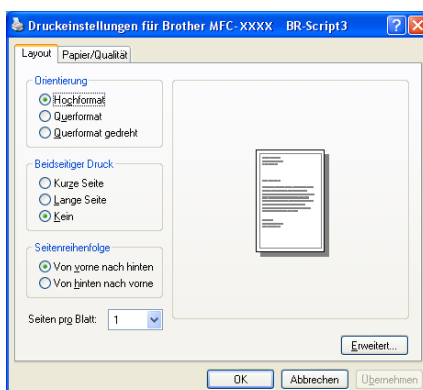 Druckeinstellungen für Brother MFC-XXXX BR-Script3
Layout
Papier/Qualität
Orientierung
Hochformat
Querformat
Querformat gedreht
Beidseitiger Druck
Kurze Seite
Lange Seite
Kein
Seitenreihenfolge
Von vorne nach hinten
Von hinten nach vorne
Seiten pro Blatt: 1
Erweitert...
OK
Abbrechen
Übernehmen